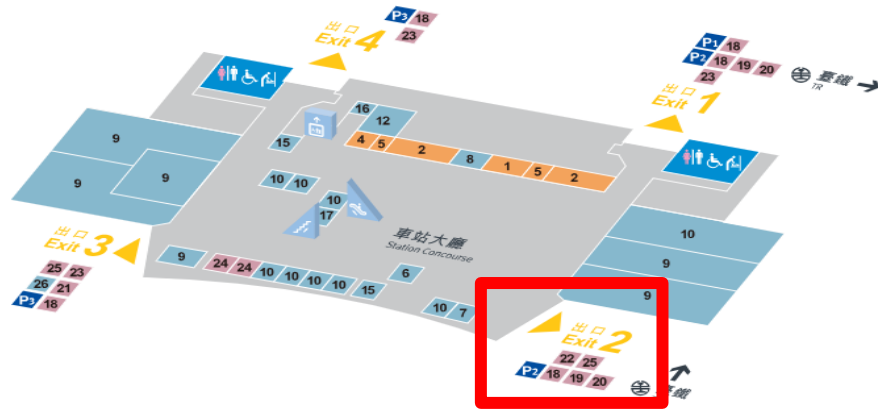 P3 18
23
出口
Exit 4
P1 18
P2 18 19 20
23
臺鐵
TR
出口
Exit 1
16
12
15
4 5 2 8 1 5 2
9
9
9
10 10
10
17
車站大廳
Station Concourse
10
9
9
出口
Exit 3
25 23
26 21
P3 18
9 24 24 10 10 10 10 15
6
10 7
出口
Exit 2
22 25
P2 18 19 20
臺鐵